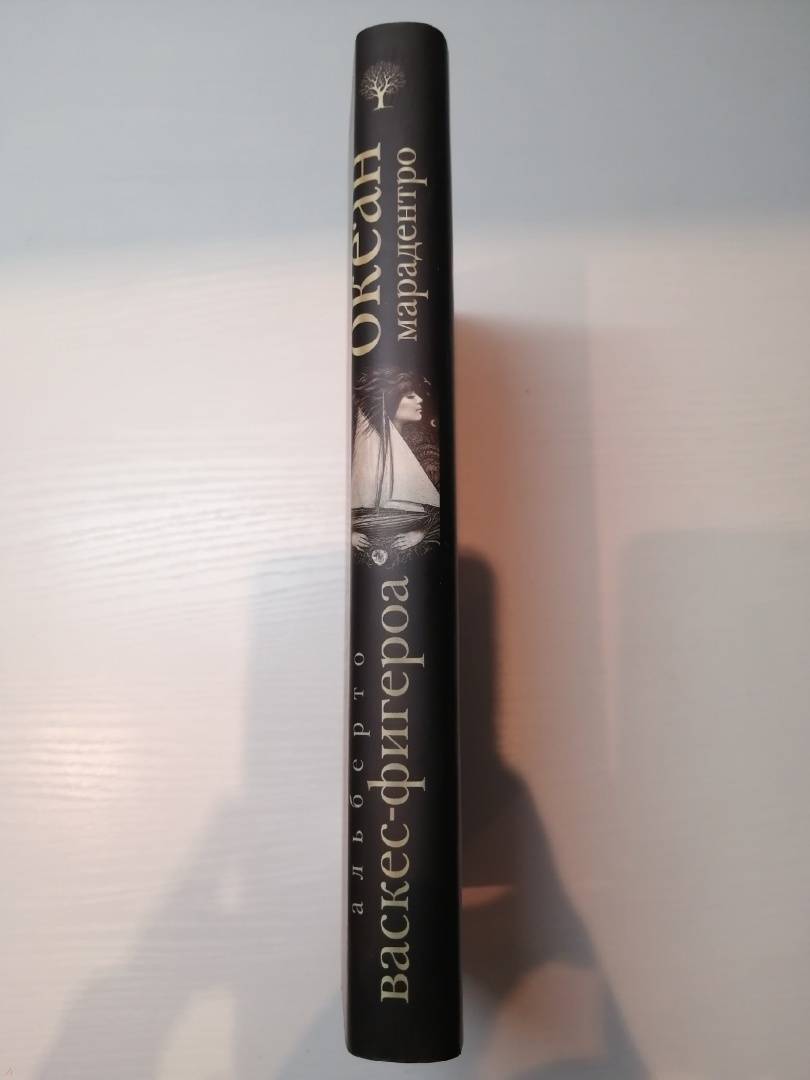 альберто
васкес-фигероа
океан
марадентро